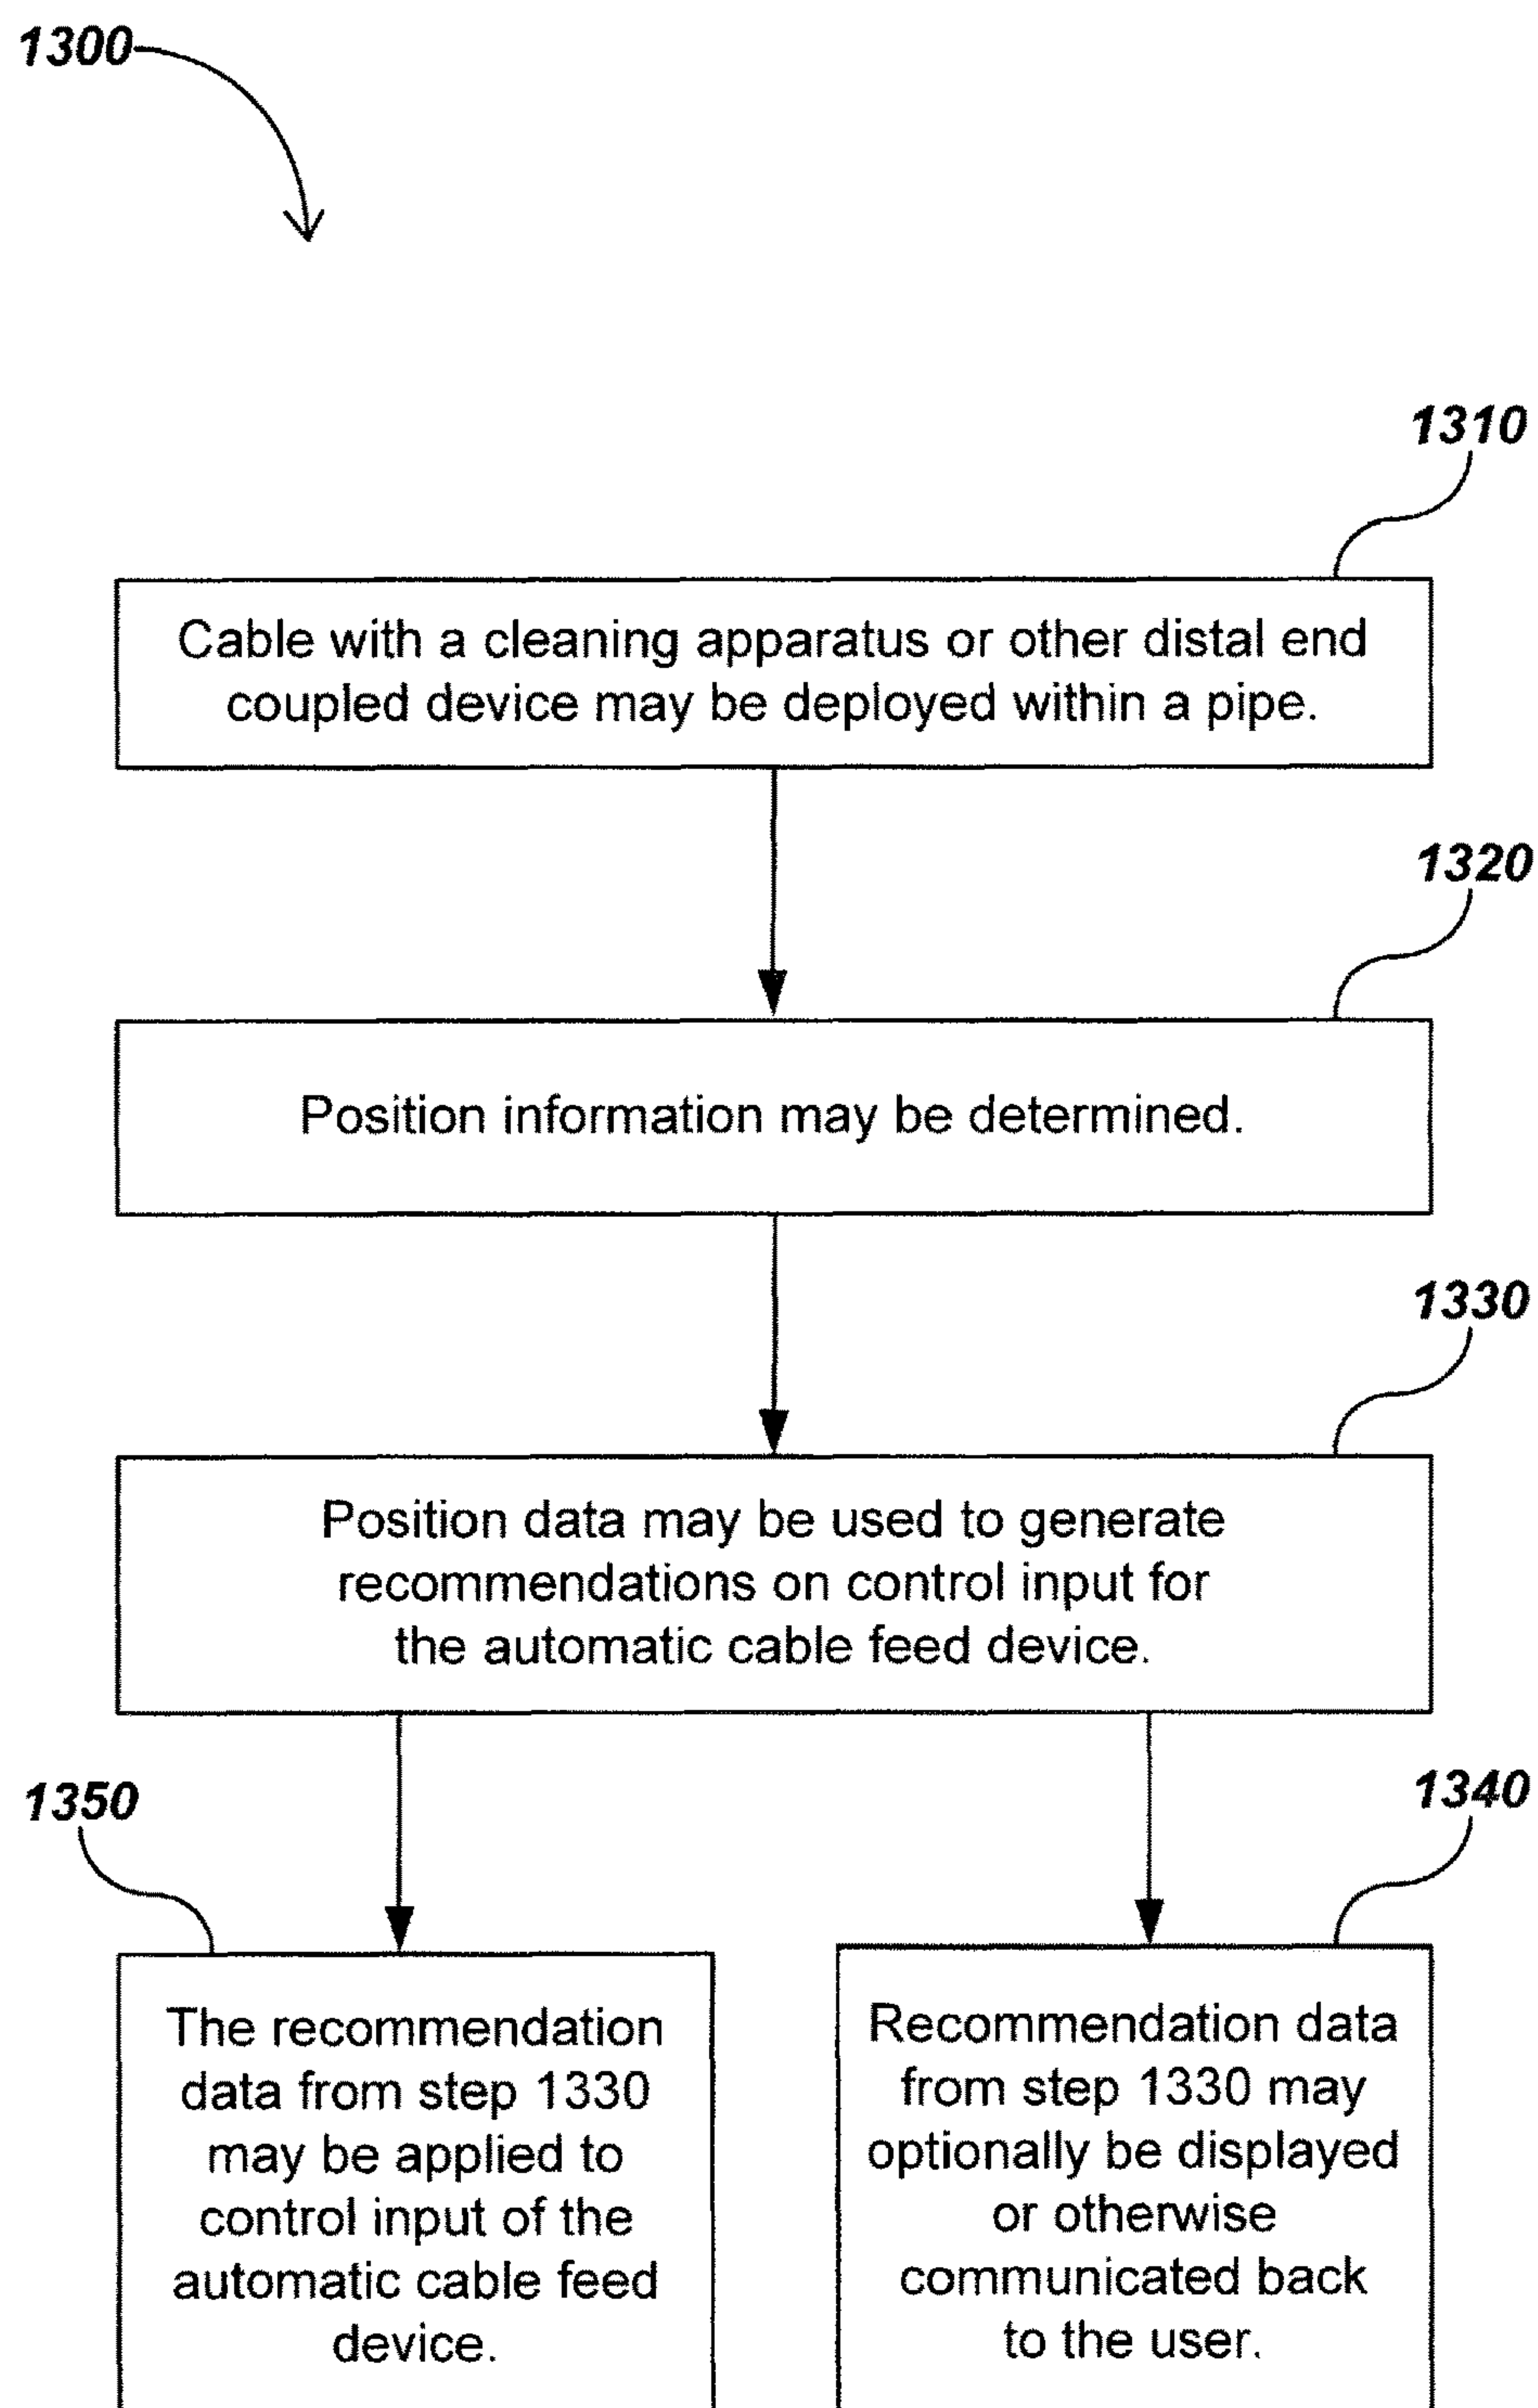 1300
1310
Cable with a cleaning apparatus or other distal end
coupled device may be deployed within a pipe.
1320
Position information may be determined.
1330
Position data may be used to generate
recommendations on control input for
the automatic cable feed device.
1350
The recommendation
data from step 1330
may be applied to
control input of the
automatic cable feed
device.
1340
Recommendation data
from step 1330 may
optionally be displayed
or otherwise
communicated back
to the user.